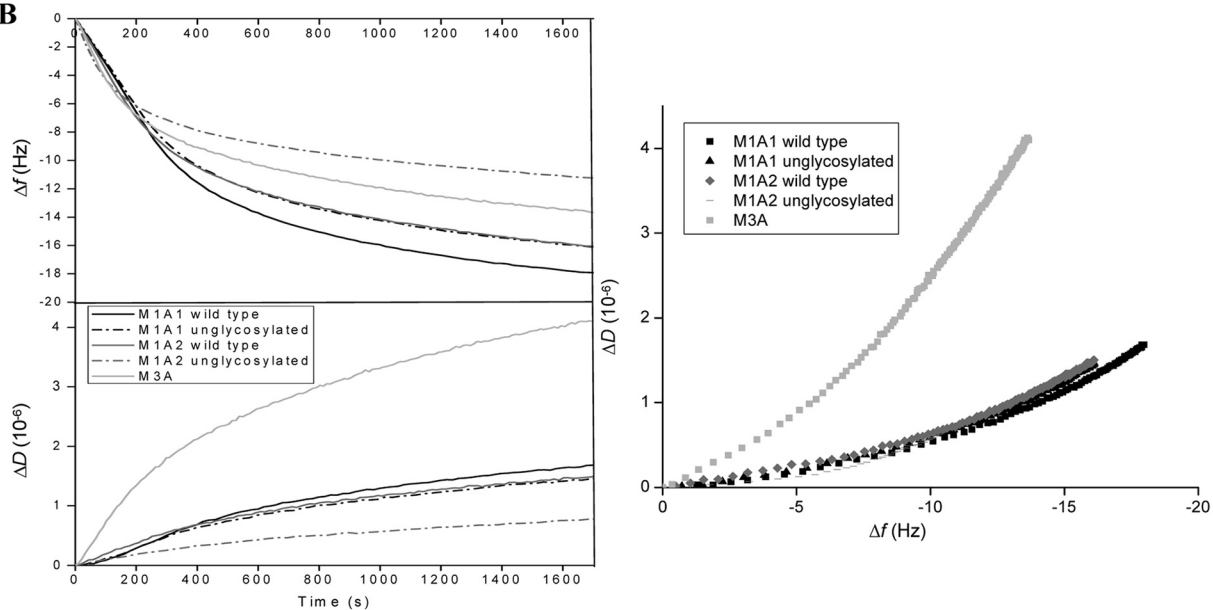 B
0
200 400 600 800 1000 1200 1400 1600
-2
-4
-6
-8
-10
-12
-14
-16
-18
-20
Δf (Hz)
M1A1 wild type
M1A1 unglycosylated
M1A2 wild type
M1A2 unglycosylated
M3A
4
3
2
1
0
ΔD (10-6)
0 200 400 600 800 1000 1200 1400 1600
Time (s)
M1A1 wild type
M1A1 unglycosylated
M1A2 wild type
M1A2 unglycosylated
M3A
4
3
2
1
0
ΔD (10-6)
0 -5 -10 -15 -20
Δf (Hz)